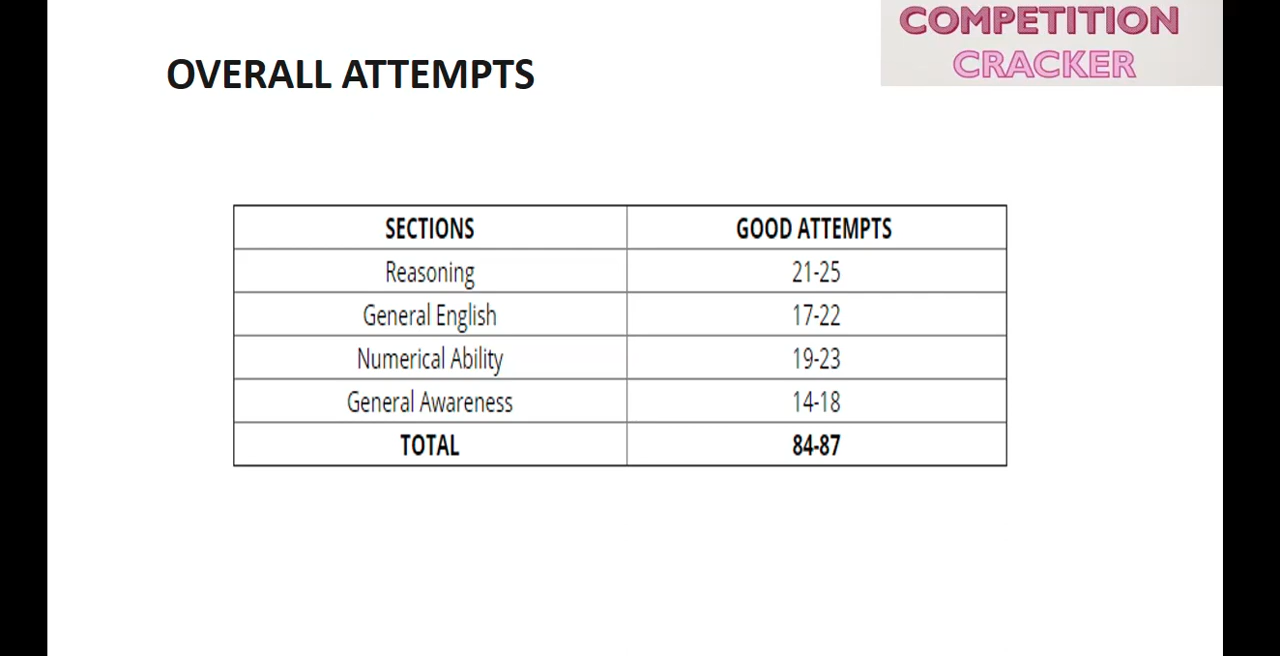 COMPETITION
CRACKER
OVERALL ATTEMPTS
SECTIONS GOOD ATTEMPTS
Reasoning 21-25
General English 17-22
Numerical Ability 19-23
General Awareness 14-18
TOTAL 84-87